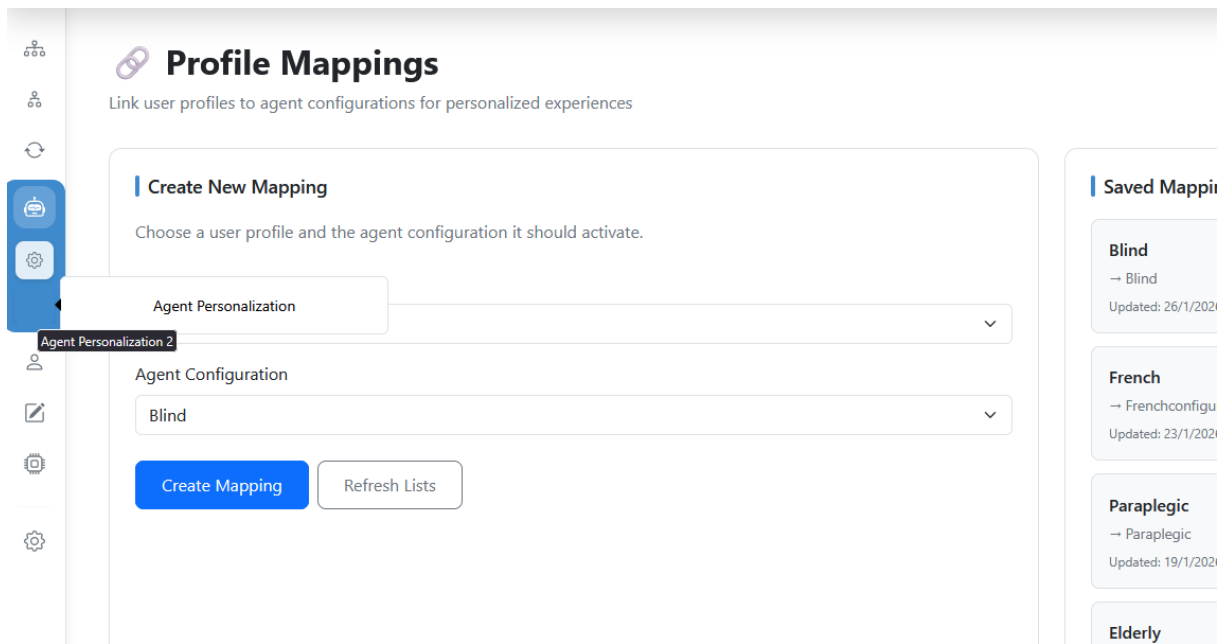 Profile Mappings
Link user profiles to agent configurations for personalized experiences
Create New Mapping
Choose a user profile and the agent configuration it should activate.
Agent Personalization
Agent Personalization 2
Agent Configuration
Blind
Create Mapping
Refresh Lists
Saved
Blind
→ Blind
Updated: 26/1/2026
French
→
Updated: 23/1/2026
Paraplegic
→ Paraplegic
Updated: 19/1/2026
Elderly